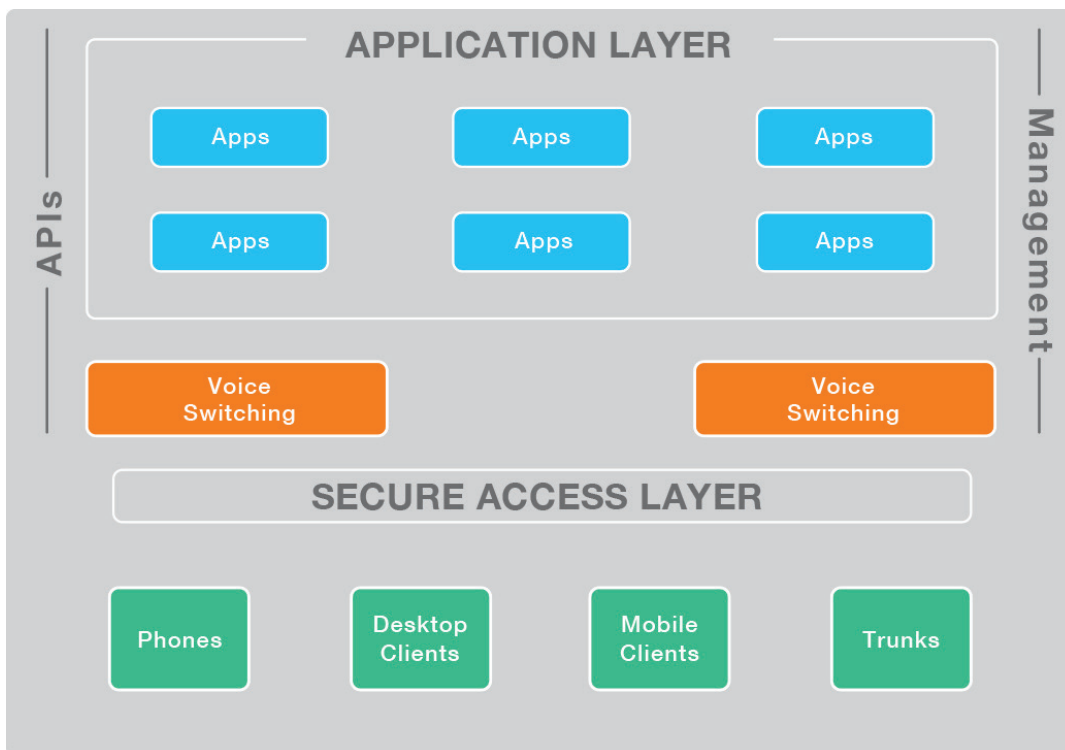 APPLICATION LAYER
APIs
Management
Apps
Apps
Apps
Apps
Apps
Apps
Voice
Switching
Voice
Switching
SECURE ACCESS LAYER
Phones
Desktop
Clients
Mobile
Clients
Trunks